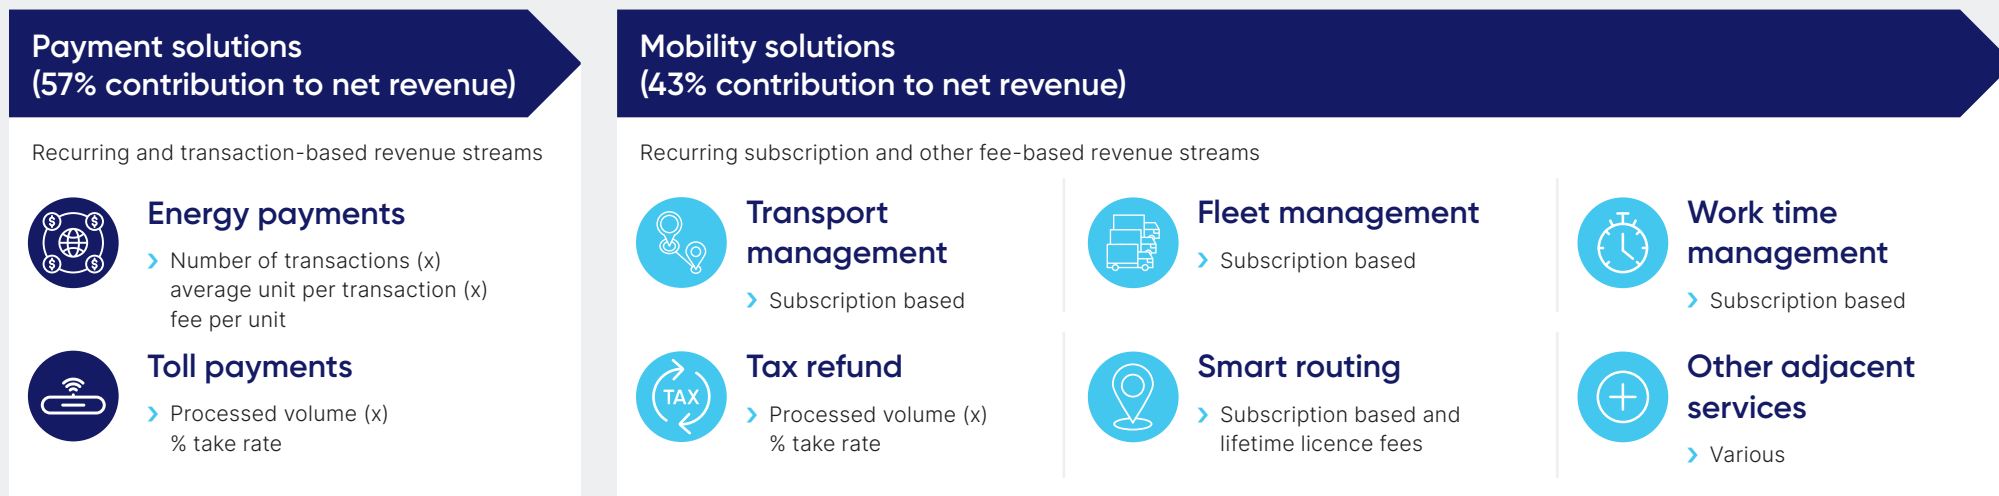 Payment solutions
(57% contribution to net revenue)
Recurring and transaction-based revenue streams
Energy payments
Number of transactions (x)
average unit per transaction (x)
fee per unit
Toll payments
Processed volume (x)
% take rate
Mobility solutions
(43% contribution to net revenue)
Recurring subscription and other fee-based revenue streams
Transport
management
Subscription based
Fleet management
Subscription based
Work time
management
Subscription based
TAX
Tax refund
Processed volume (x)
% take rate
Smart routing
Subscription based and
lifetime licence fees
Other adjacent
services
Various